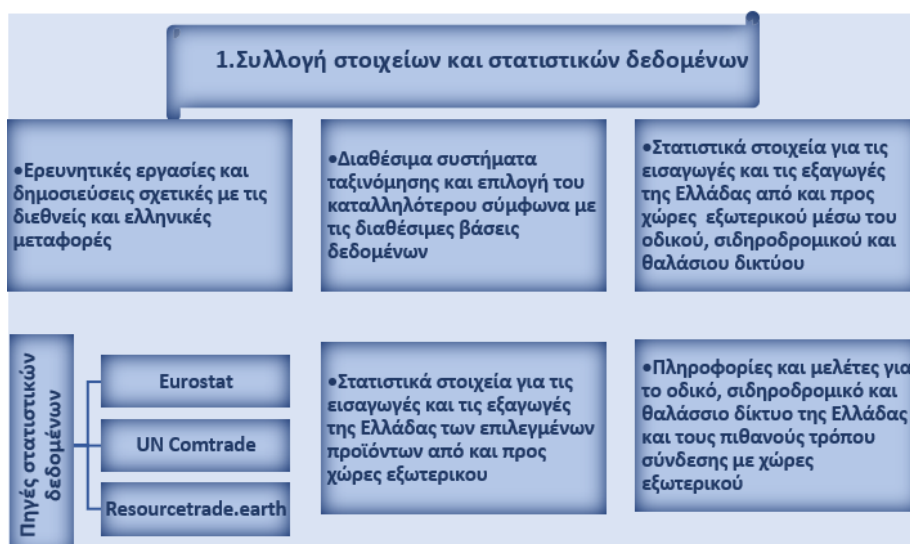 1.Συλλογή στοιχείων και στατιστικών δεδομένων
•Ερευνητικές εργασίες και
δημοσιεύσεις σχετικές με τις
διεθνείς και ελληνικές
μεταφορές
•Διαθέσιμα συστήματα
ταξινόμησης και επιλογή του
καταλληλότερου σύμφωνα με
τις διαθέσιμες βάσεις
δεδομένων
•Στατιστικά στοιχεία για τις
εισαγωγές και τις εξαγωγές
της Ελλάδας από και προς
χώρες εξωτερικού μέσω του
οδικού, σιδηροδρομικού και
θαλάσιου δικτύου
Πηγές στατιστικών
δεδομένων
Eurostat
UN Comtrade
Resourcetrade.earth
•Στατιστικά στοιχεία για τις
εισαγωγές και τις εξαγωγές
της Ελλάδας των επιλεγμένων
προϊόντων από και προς
χώρες εξωτερικου
•Πληροφορίες και μελέτες για
το οδικό, σιδηροδρομικό και
θαλάσσιο δίκτυο της Ελλάδας
και τους πιθανούς τρόπου
σύνδεσης με χώρες
εξωτερικού